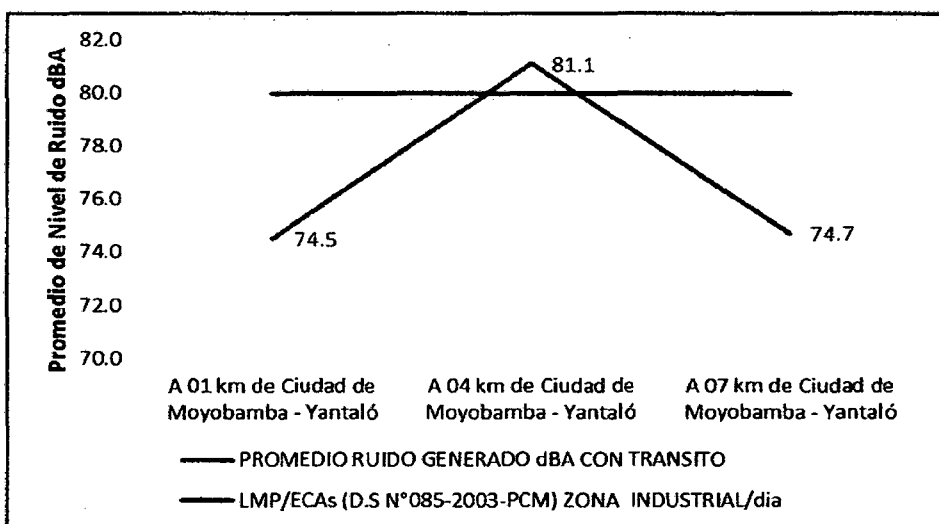 Promedio de Nivel de Ruido dBA
82.0
80.0
78.0
76.0
74.0
72.0
70.0
81.1
74.5
74.7
A 01 km de Ciudad de
Moyobamba - Yantaló
A 04 km de Ciudad de
Moyobamba - Yantaló
A 07 km de Ciudad de
Moyobamba - Yantaló
PROMEDIO RUIDO GENERADO dBA CON TRANSITO
LMP/ECAs (D.S N°085-2003-PCM) ZONA INDUSTRIAL/dia